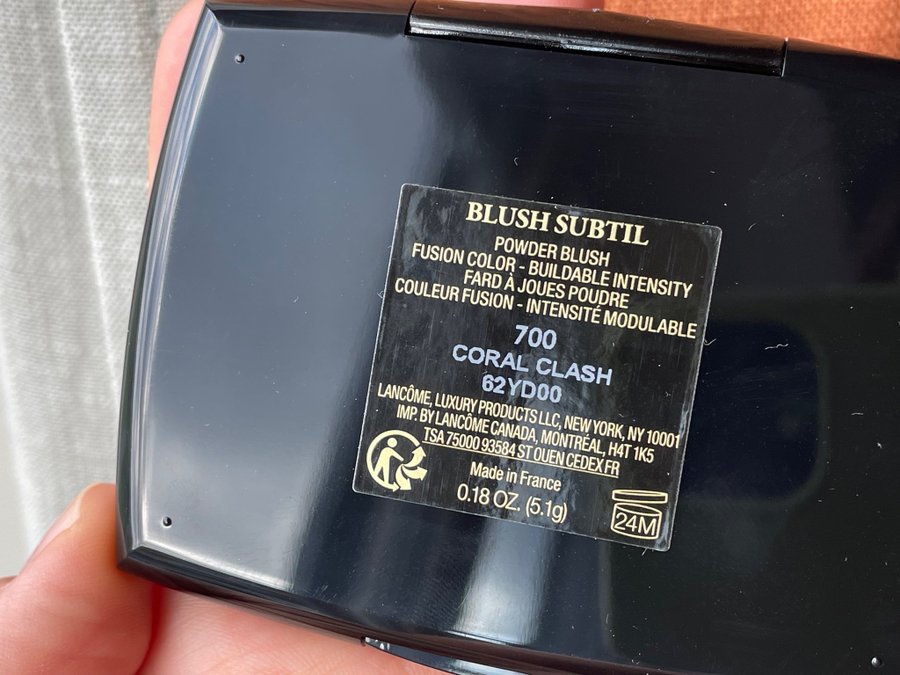 BLUSH SUBTIL
POWDER BLUSH
FUSION COLOR - BUILDABLE INTENSITY
FARD À JOUES POUDRE
COULEUR FUSION - INTENSITÉ MODULABLE
700
CORAL CLASH
62YD00
LANCÔME, LUXURY PRODUCTS LLC, NEW YORK, NY 10001
IMP. BY LANCÔME CANADA, MONTRÉAL, H4T 1K5
TSA 75000 93584 ST OUEN CEDEX FR
Made in France
0.18 OZ. (5.1g)
24M